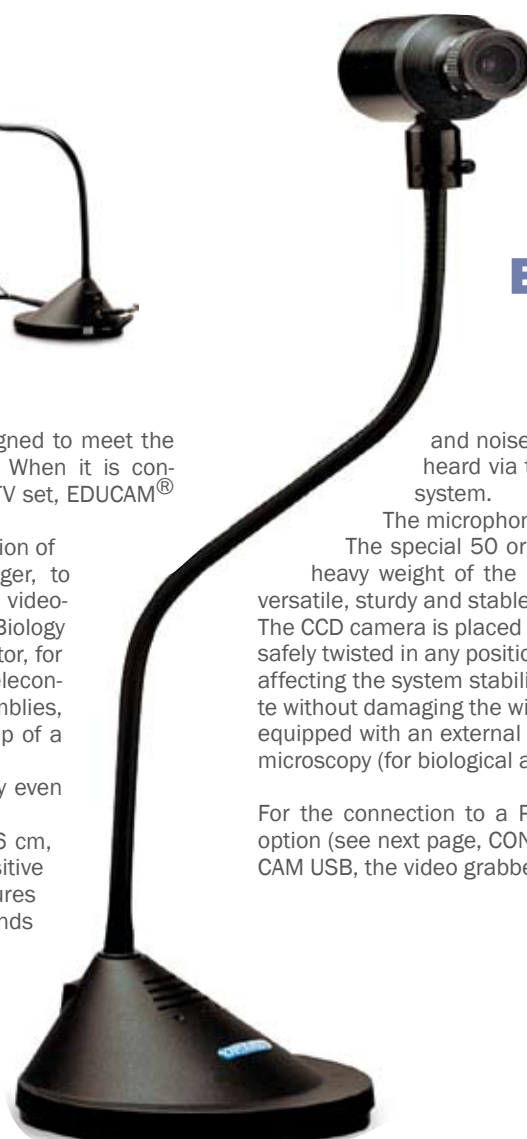 E
gned to meet the
When it is con-
TV set, EDUCAM®
ion of
ger, to
video-
Biology
tor, for
elecon-
mblies,
p of a
y even
6 cm,
sitive
ures
nds
and noise
heard via t
system.
The microphon
The special 50 or
heavy weight of the
versatile, sturdy and stable
The CCD camera is placed
safely twisted in any position
affecting the system stabili
te without damaging the wi
equipped with an external
microscopy (for biological a
For the connection to a P
option (see next page, CON
CAM USB, the video grabbe